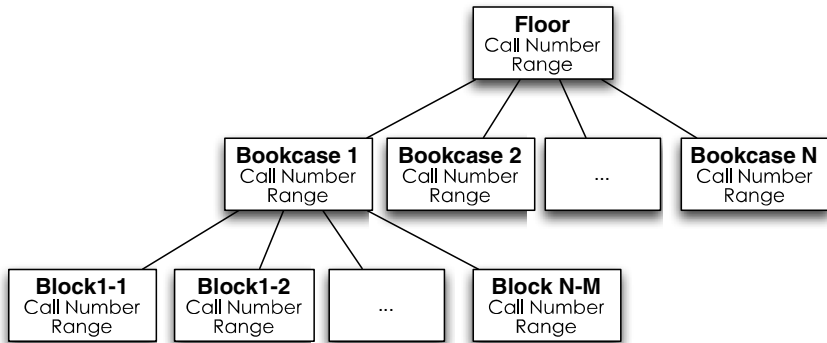 Floor
Call Number
Range
Bookcase 1
Call Number
Range
Bookcase 2
Call Number
Range
...
Bookcase N
Call Number
Range
Block1-1
Call Number
Range
Block1-2
Call Number
Range
...
Block N-M
Call Number
Range